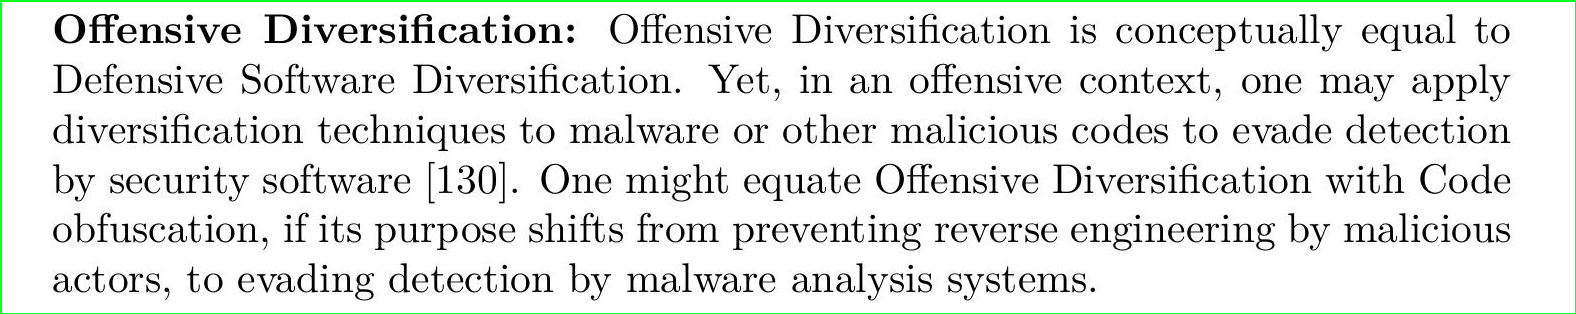 Offensive Diversification: Offensive Diversification is conceptually equal to
Defensive Software Diversification. Yet, in an offensive context, one may apply
diversification techniques to malware or other malicious codes to evade detection
by security software [130]. One might equate Offensive Diversification with Code
obfuscation, if its purpose shifts from preventing reverse engineering by malicious
actors, to evading detection by malware analysis systems.